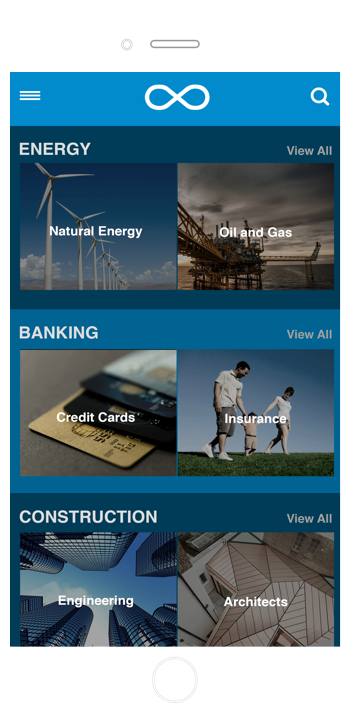 ENERGY View All
Natural Energy Oil and Gas
BANKING View All
Credit Cards Insurance
CONSTRUCTION View All
Engineering Architects